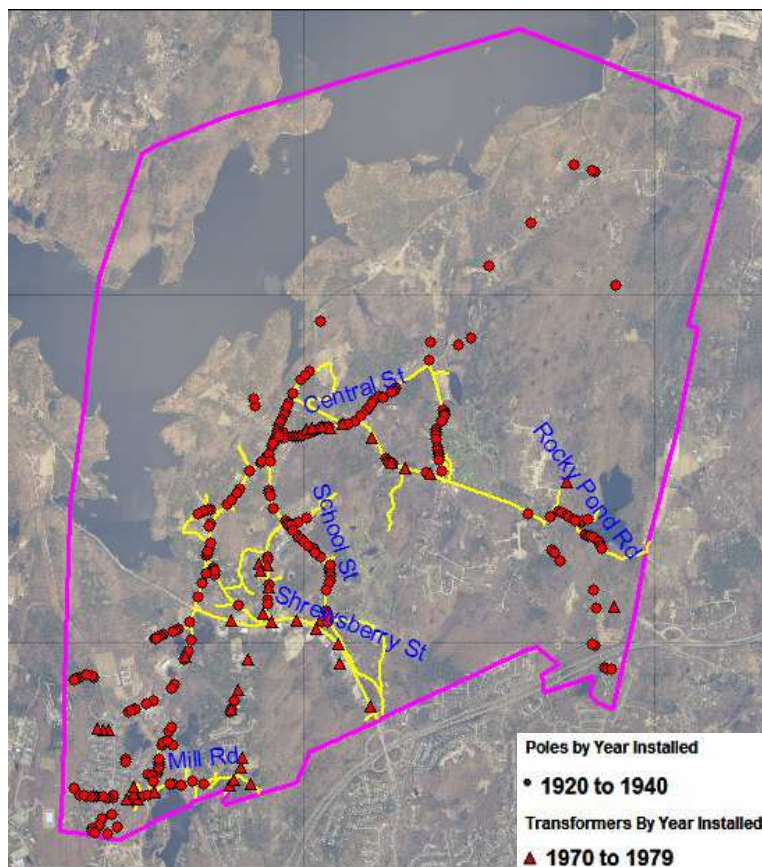 Central St
Rocky Pond Rd
School St
Shrewsberry St
Mill Rd
Poles by Year Installed
1920 to 1940
Transformers By Year Installed
1970 to 1979